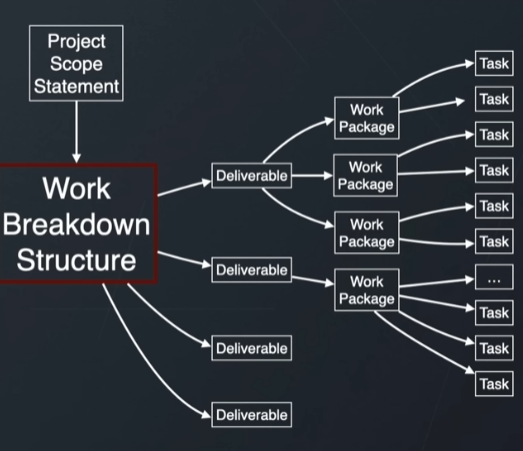 Project
Scope
Statement
Work
Breakdown
Structure
Deliverable
Deliverable
Deliverable
Deliverable
Work
Package
Work
Package
Work
Package
Work
Package
Task
Task
Task
Task
Task
Task
...
Task
Task
Task